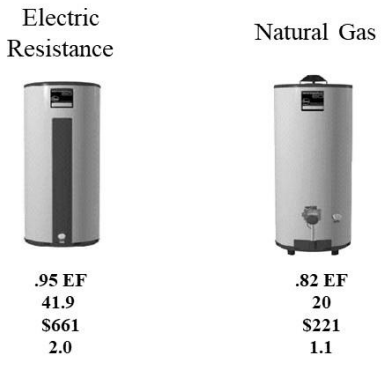 Electric
Resistance
Natural Gas
.95 EF
41.9
$661
2.0
.82 EF
20
$221
1.1